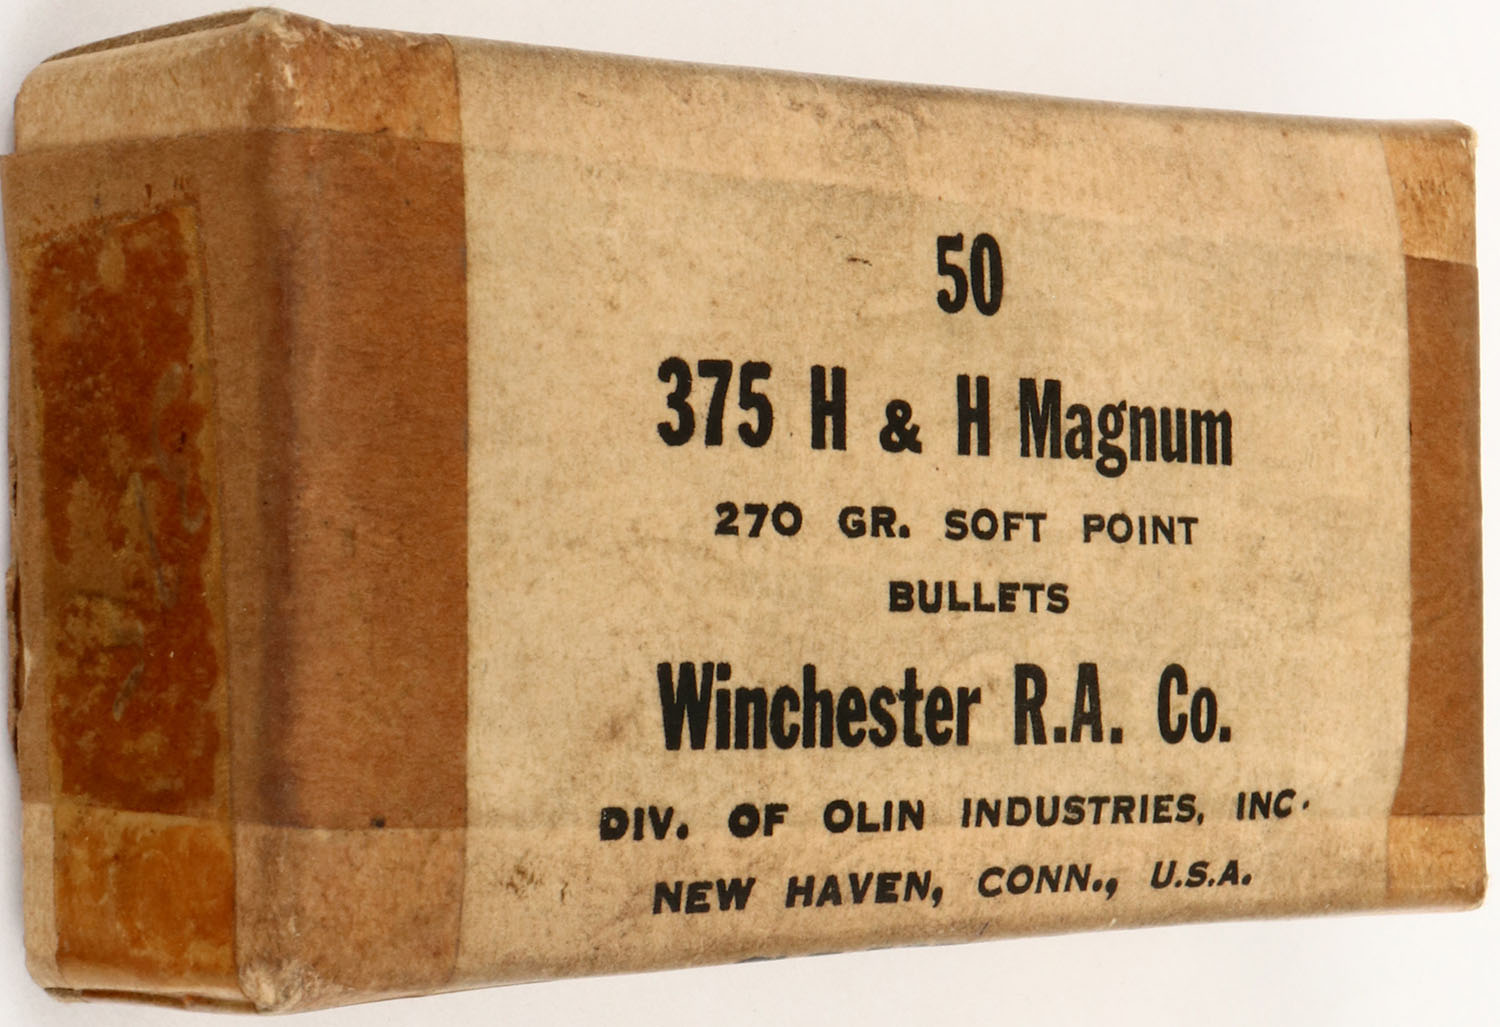 50
375 H & H Magnum
270 GR. SOFT POINT
BULLETS
Winchester R.A. Co.
DIV. OF OLIN INDUSTRIES, INC.
NEW HAVEN, CONN., U.S.A.